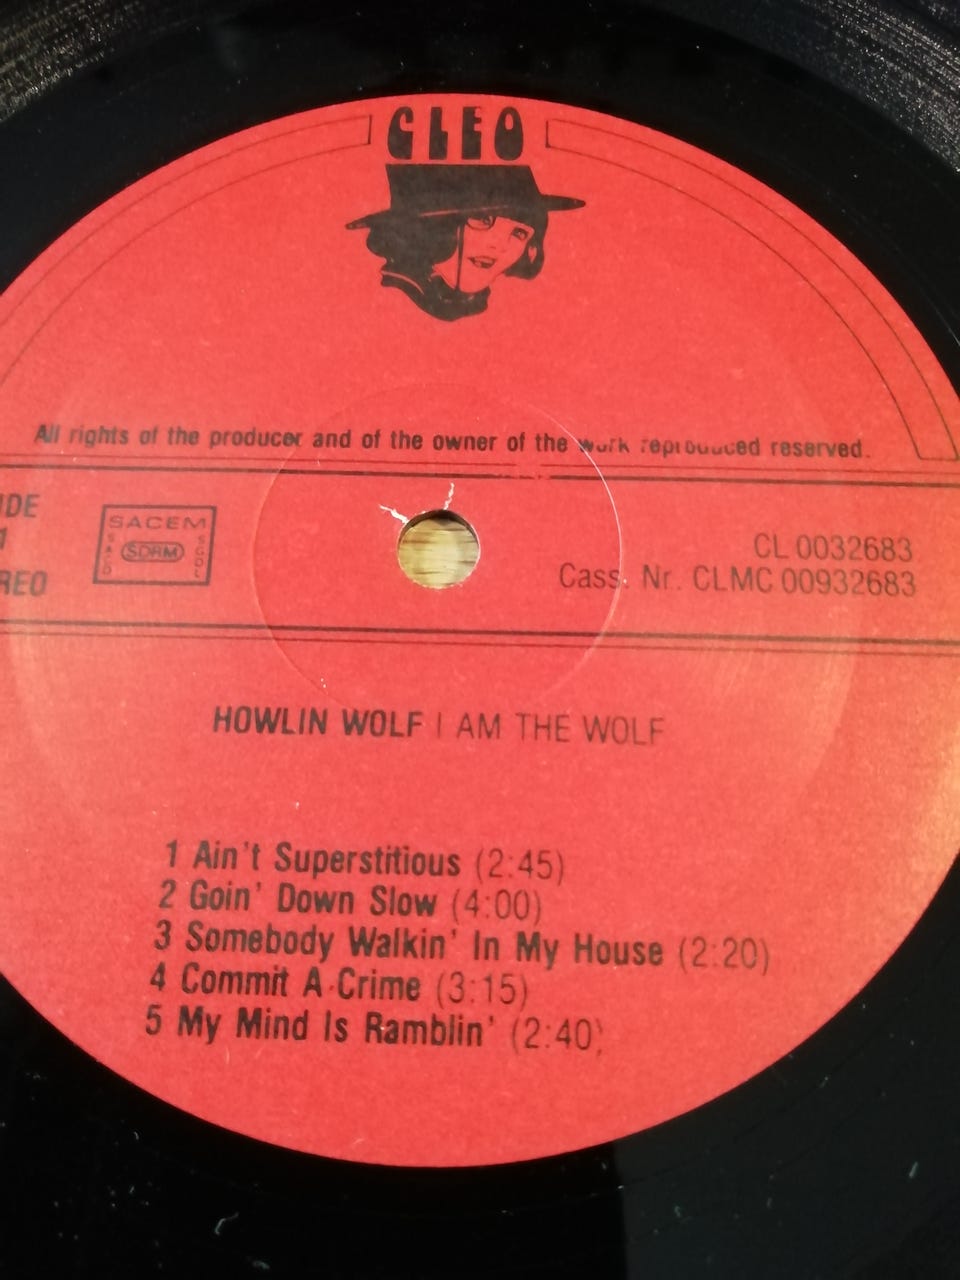 CLEO
All rights of the producer and of the owner of the work reproduced reserved.
IDE
1
REO
SACEM
SACD
SDRM
SGDL
CL 0032683
Cass. Nr.. CLMC 00932683
HOWLIN WOLF I AM THE WOLF
1 Ain't Superstitious (2:45)
2 Goin' Down Slow (4:00)
3 Somebody Walkin' In My House (2:20)
4 Commit A Crime (3:15)
5 My Mind Is Ramblin' (2:40)